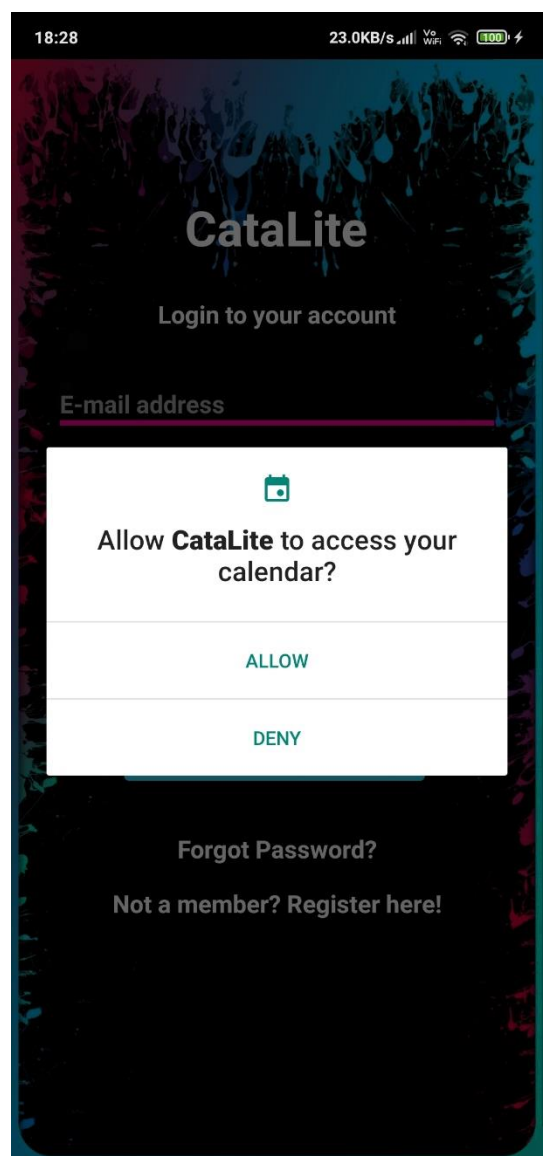 18:28 23.0KB/s Vo WiFi 100
CataLite
Login to your account
E-mail address
Allow CataLite to access your
calendar?
ALLOW
DENY
Forgot Password?
Not a member? Register here!